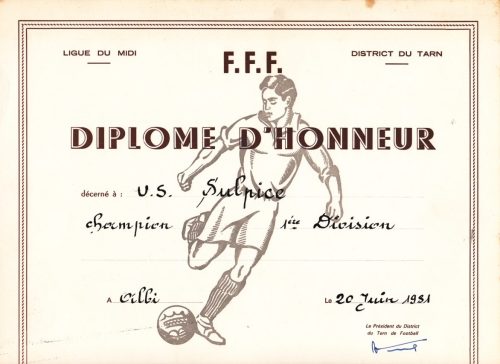 LIGUE DU MIDI
F.F.F.
DISTRICT DU TARN
DIPLOME D'HONNEUR
décerné à : U.S. Sulpice
champion 1ère Division
A Albi Le 20 Juin 1981
Le Président du District
du Tarn de Football